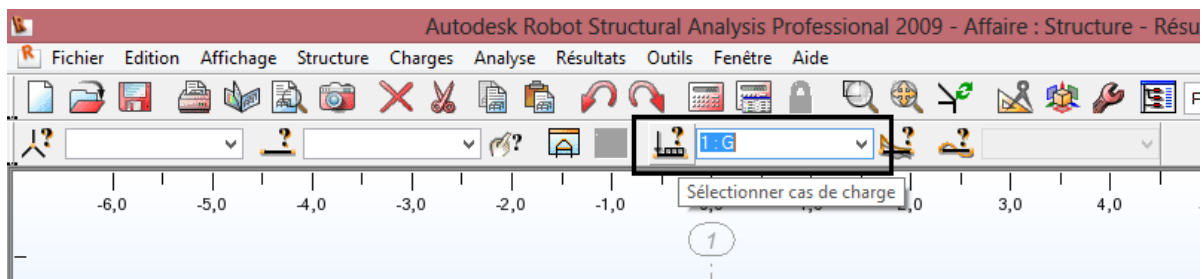 Autodesk Robot Structural Analysis Professional 2009 - Affaire : Structure - Résu
Fichier Edition Affichage Structure Charges Analyse Résultats Outils Fenêtre Aide
1 : G
Sélectionner cas de charge
-6,0 -5,0 -4,0 -3,0 -2,0 -1,0 3,0 4,0
1